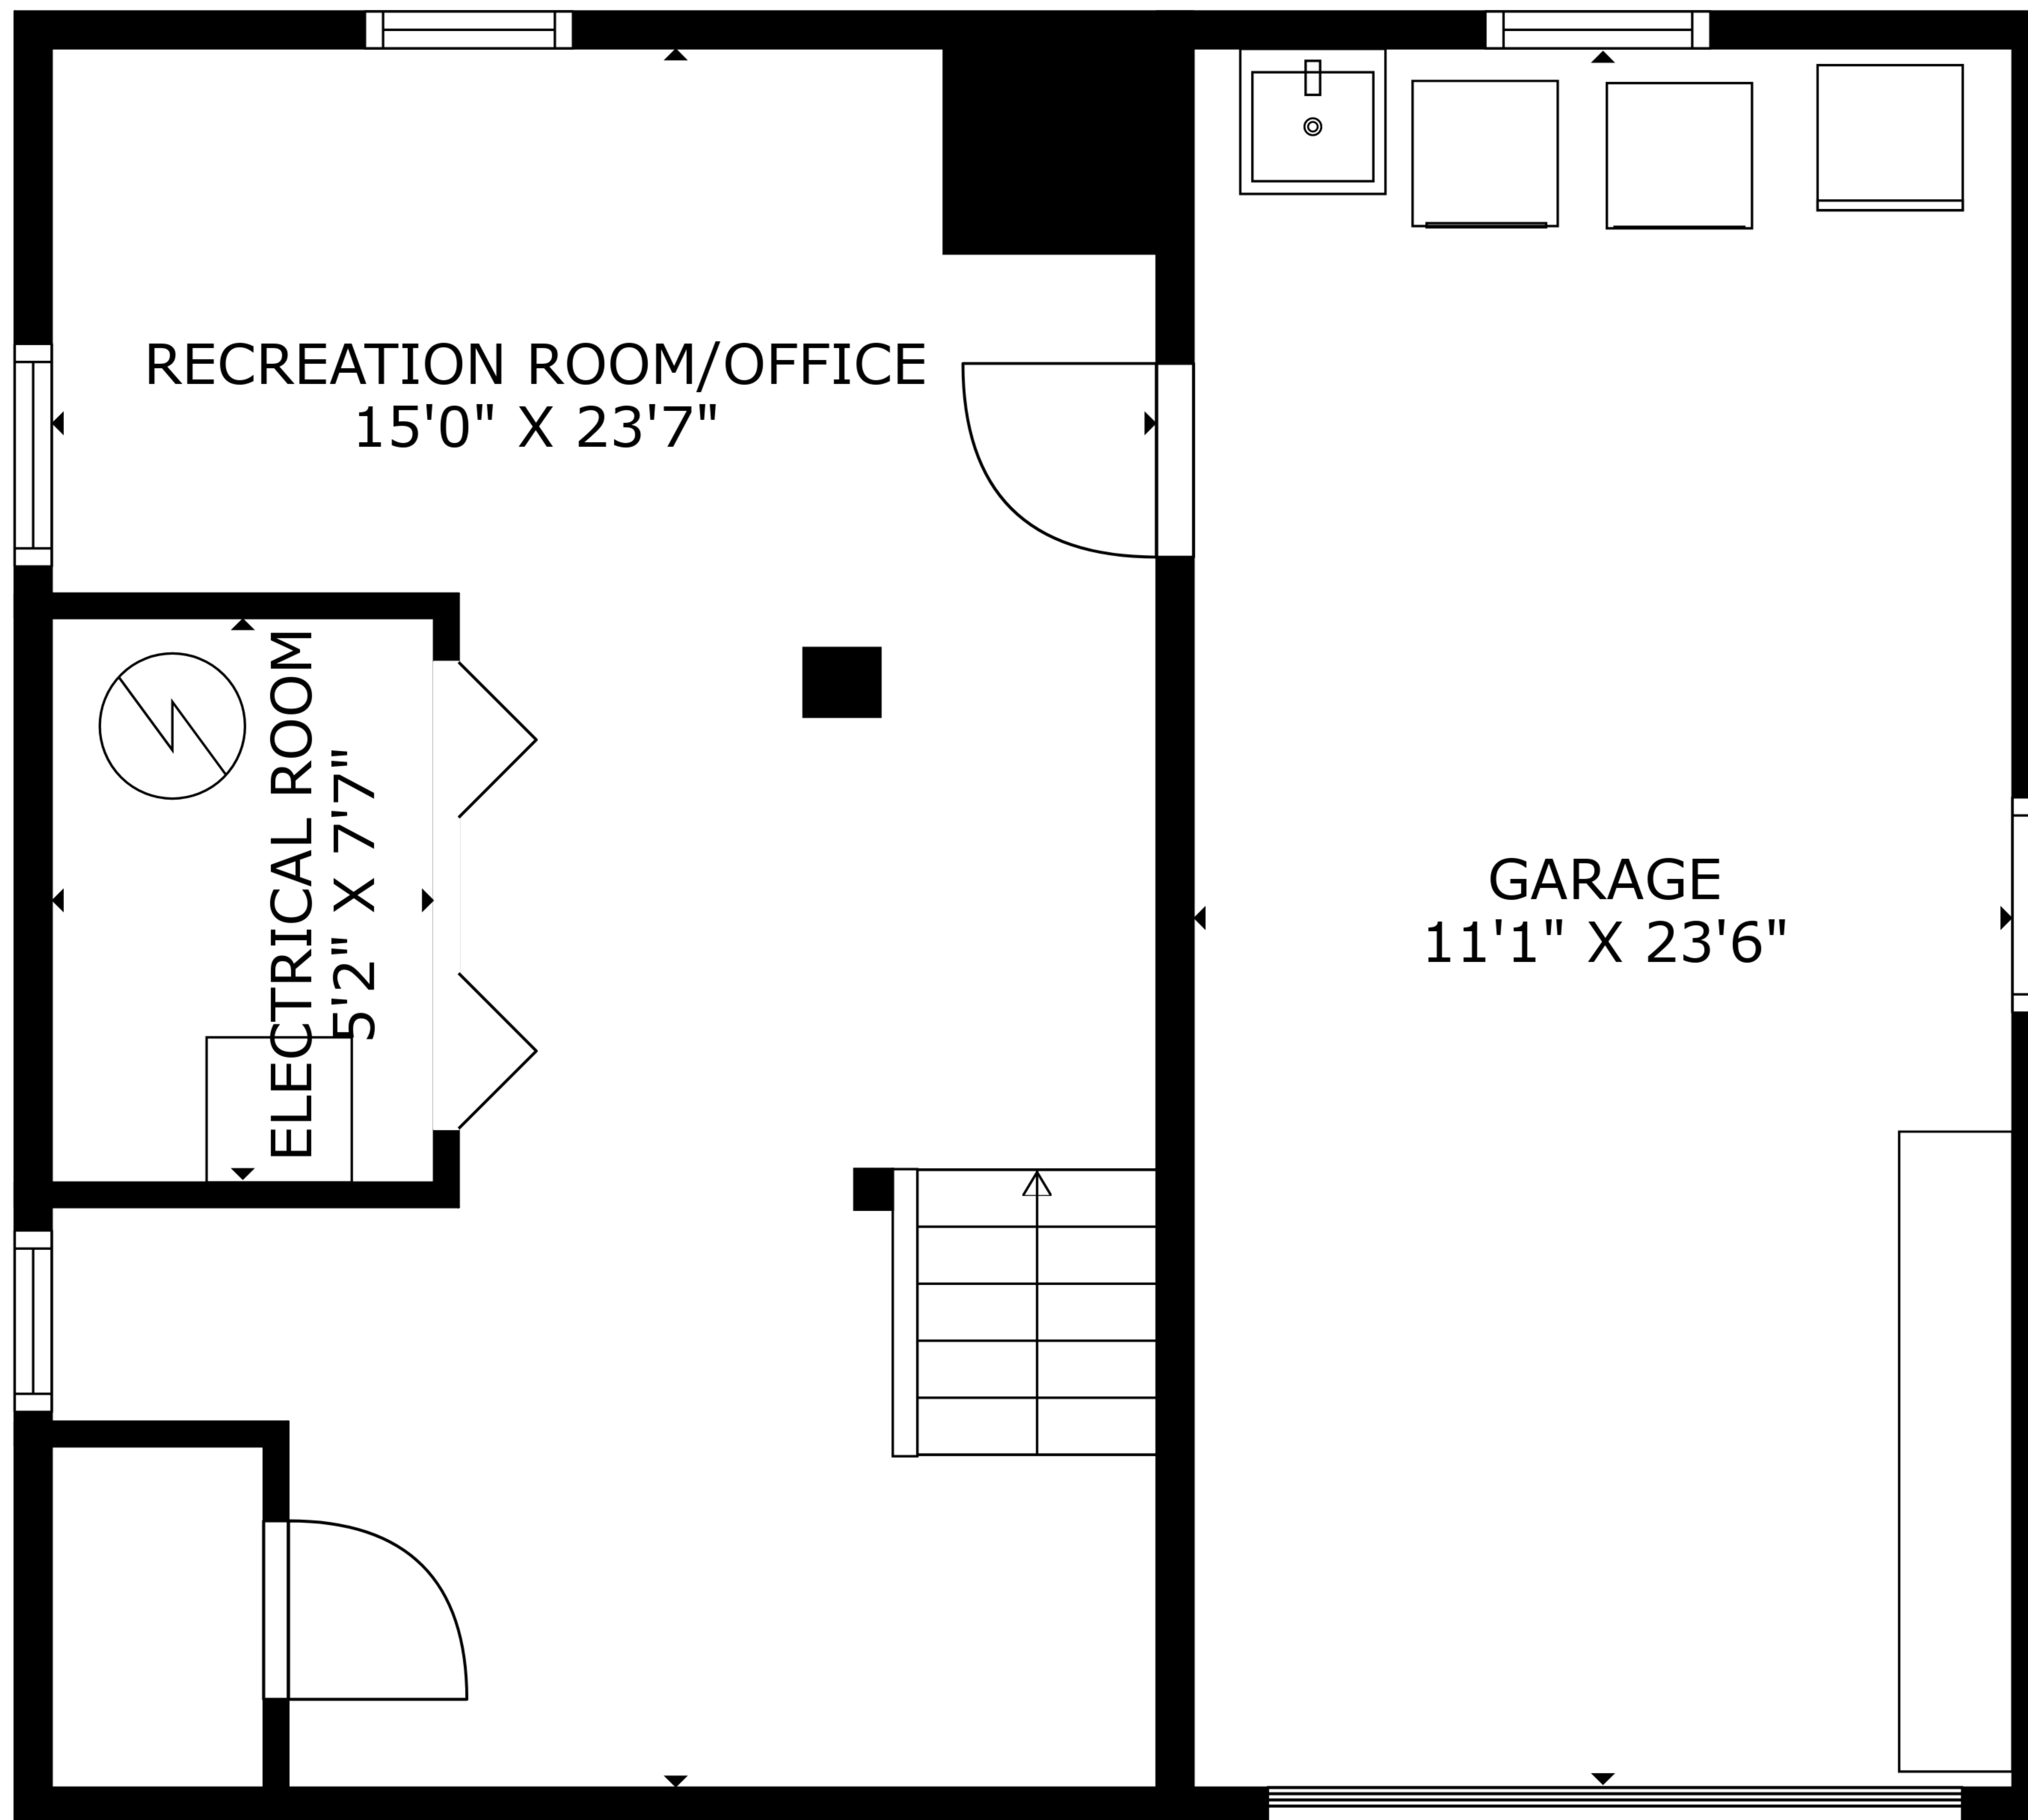 RECREATION ROOM/OFFICE
15'0" X 23'7"
ELECTRICAL ROOM
5'2" X 7'7"
GARAGE
11'1" X 23'6"